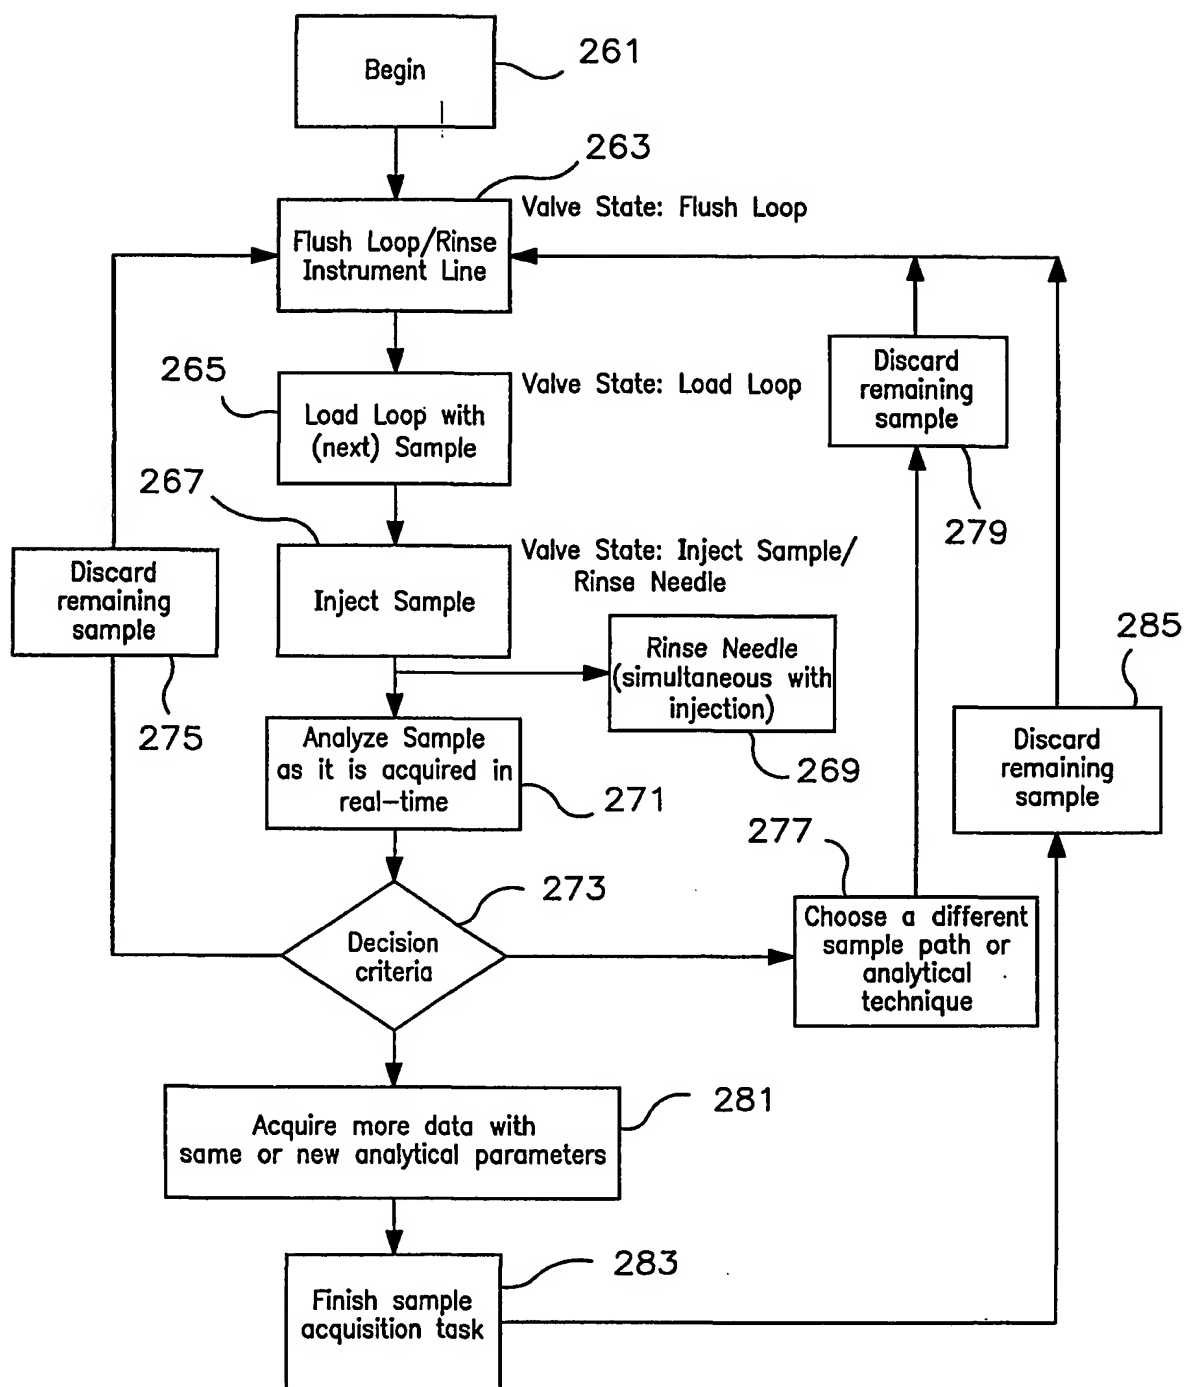 261
Begin
263
Valve State: Flush Loop
Flush Loop/Rinse
Instrument Line
265
Valve State: Load Loop
Load Loop with
(next) Sample
Discard
remaining
sample
279
267
Valve State: Inject Sample/
Rinse Needle
Inject Sample
Discard
remaining
sample
275
Rinse Needle
(simultaneous with
injection)
269
285
Discard
remaining
sample
Analyze Sample
as it is acquired in
real-time
271
277
273
Decision
criteria
Choose a different
sample path or
analytical
technique
281
Acquire more data with
same or new analytical parameters
283
Finish sample
acquisition task